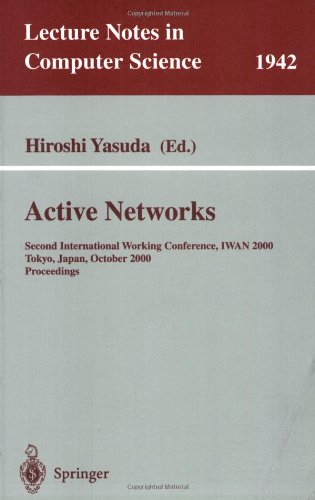 Lecture Notes in
Computer Science 1942
Hiroshi Yasuda (Ed.)
Active Networks
Second International Working Conference, IWAN 2000
Tokyo, Japan, October 2000
Proceedings
Springer